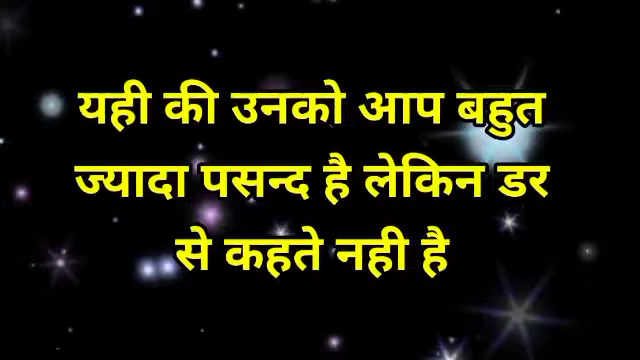 यही की उनको आप बहुत
ज्यादा पसन्द है लेकिन डर
से कहते नही है